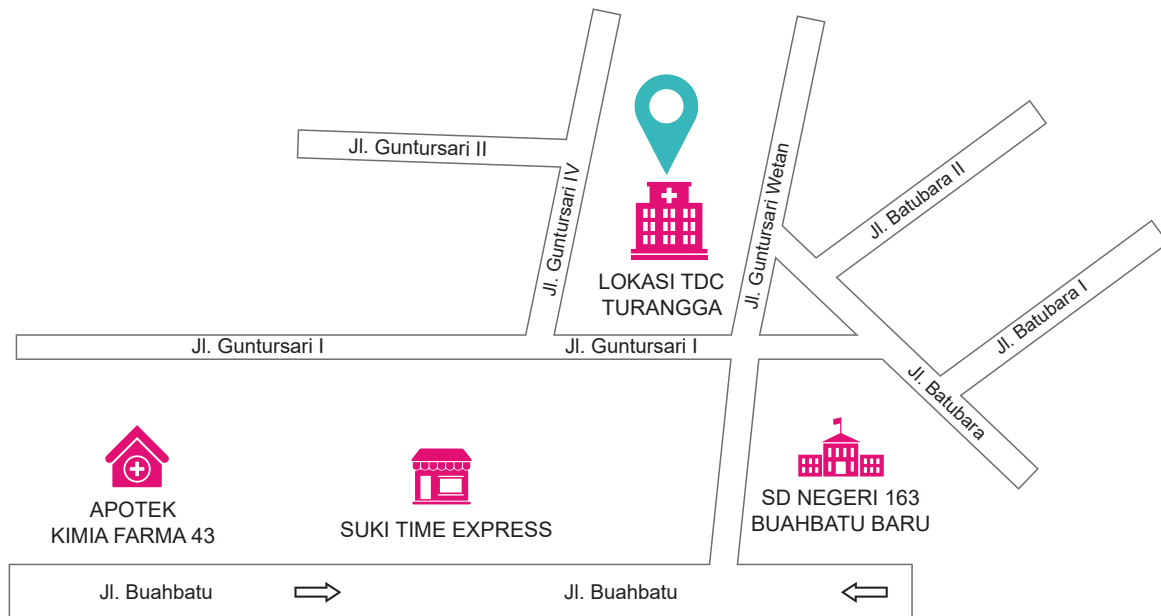 Jl. Guntursari II
Jl. Guntursari IV
Jl. Guntursari Wetan
Jl. Batubara II
LOKASI TDC
TURANGGA
Jl. Batubara I
Jl. Guntursari I
Jl. Guntursari I
Jl. Batubara
APOTEK
KIMIA FARMA 43
SUKI TIME EXPRESS
SD NEGERI 163
BUAHBATU BARU
Jl. Buahbatu
Jl. Buahbatu